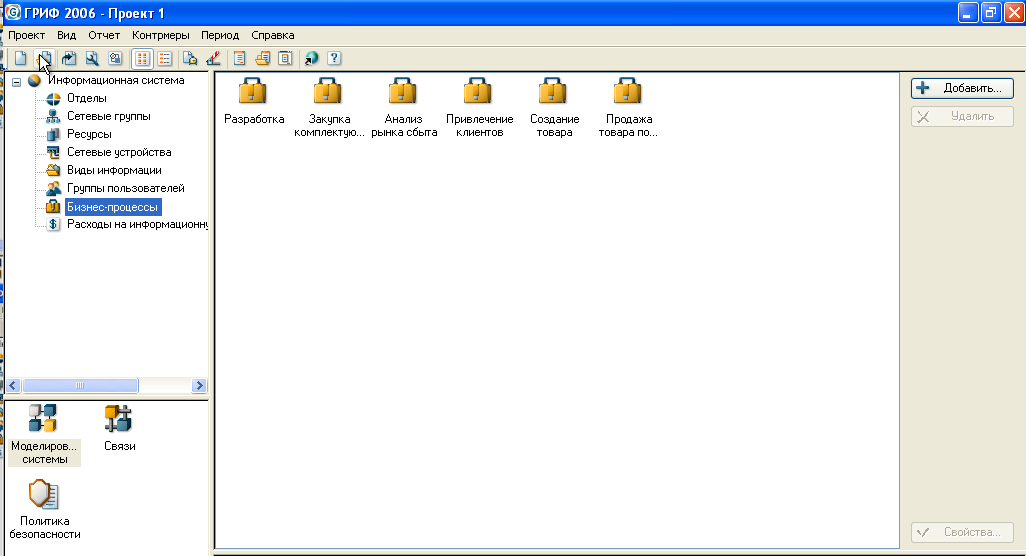 ГРИФ 2006 - Проект 1
Проект Вид Отчет Контрмеры Период Справка
Информационная система
Отделы
Сетевые группы
Ресурсы
Сетевые устройства
Виды информации
Группы пользователей
Бизнес-процессы
Расходы на информационну
Моделиров...
системы
Связи
Политика
безопасности
Разработка
Закупка
комплектую...
Анализ
рынка сбыта
Привлечение
клиентов
Создание
товара
Продажа
товара по...
Добавить...
Удалить
Свойства...